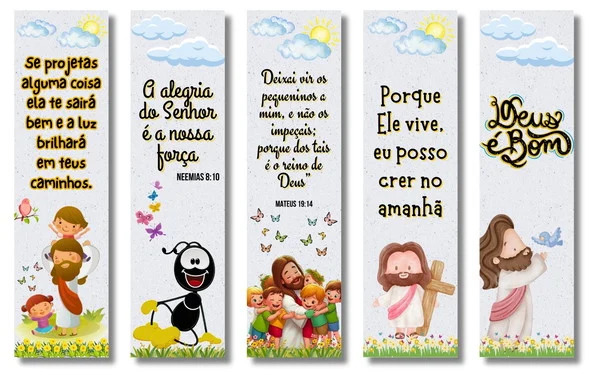 Se projetas
alguma coisa
ela te sairá
bem e a luz
brilhará
em teus
caminhos.
A alegria
do Senhor
é a nossa
força
NEEMIAS 8:10
Deixai vir os
pequeninos a
mim, e não os
impeçais;
porque dos tais
é o reino de
Deus"
MATEUS 19:14
Porque
Ele vive,
eu posso
crer no
amanhã
Deus
é Bom